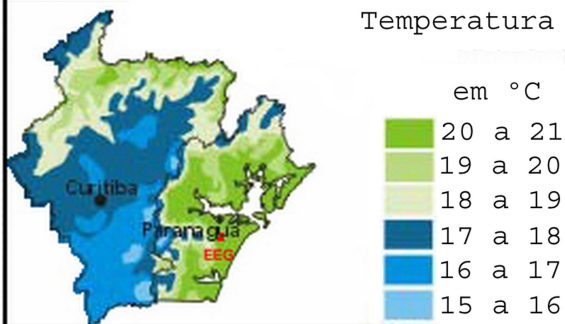 Temperatura
em °C
20 a 21
19 a 20
18 a 19
17 a 18
16 a 17
15 a 16
Curitiba
Paranaguá
EEG